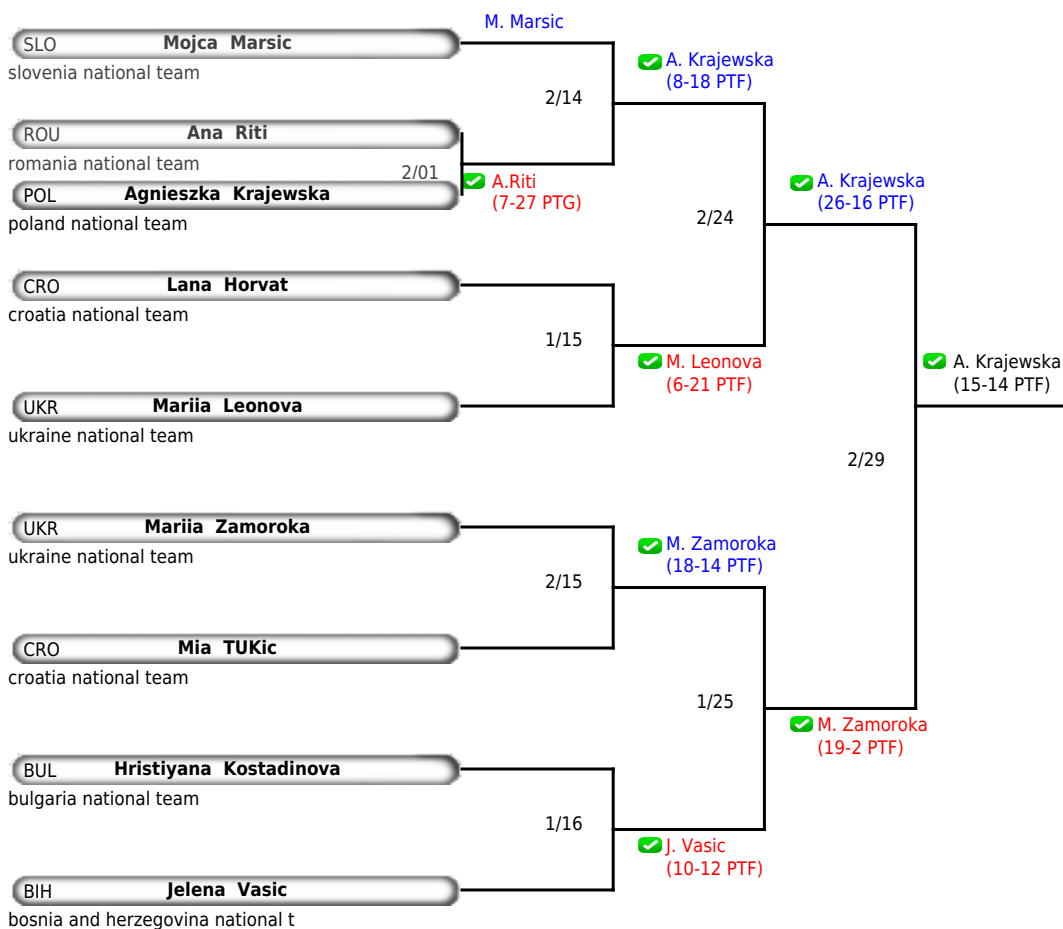 M. Marsic
SLO Mojca Marsic
slovenia national team
A. Krajewska
(8-18 PTF)
2/14
ROU Ana Riti
romania national team
2/01
A.Riti
(7-27 PTG)
POL Agnieszka Krajewska
poland national team
A. Krajewska
(26-16 PTF)
2/24
CRO Lana Horvat
croatia national team
1/15
M. Leonova
(6-21 PTF)
A. Krajewska
(15-14 PTF)
UKR Mariia Leonova
ukraine national team
2/29
UKR Mariia Zamoroka
ukraine national team
M. Zamoroka
(18-14 PTF)
2/15
CRO Mia TUKic
croatia national team
1/25
M. Zamoroka
(19-2 PTF)
BUL Hristiyana Kostadinova
bulgaria national team
1/16
J. Vasic
(10-12 PTF)
BIH Jelena Vasic
bosnia and herzegovina national t